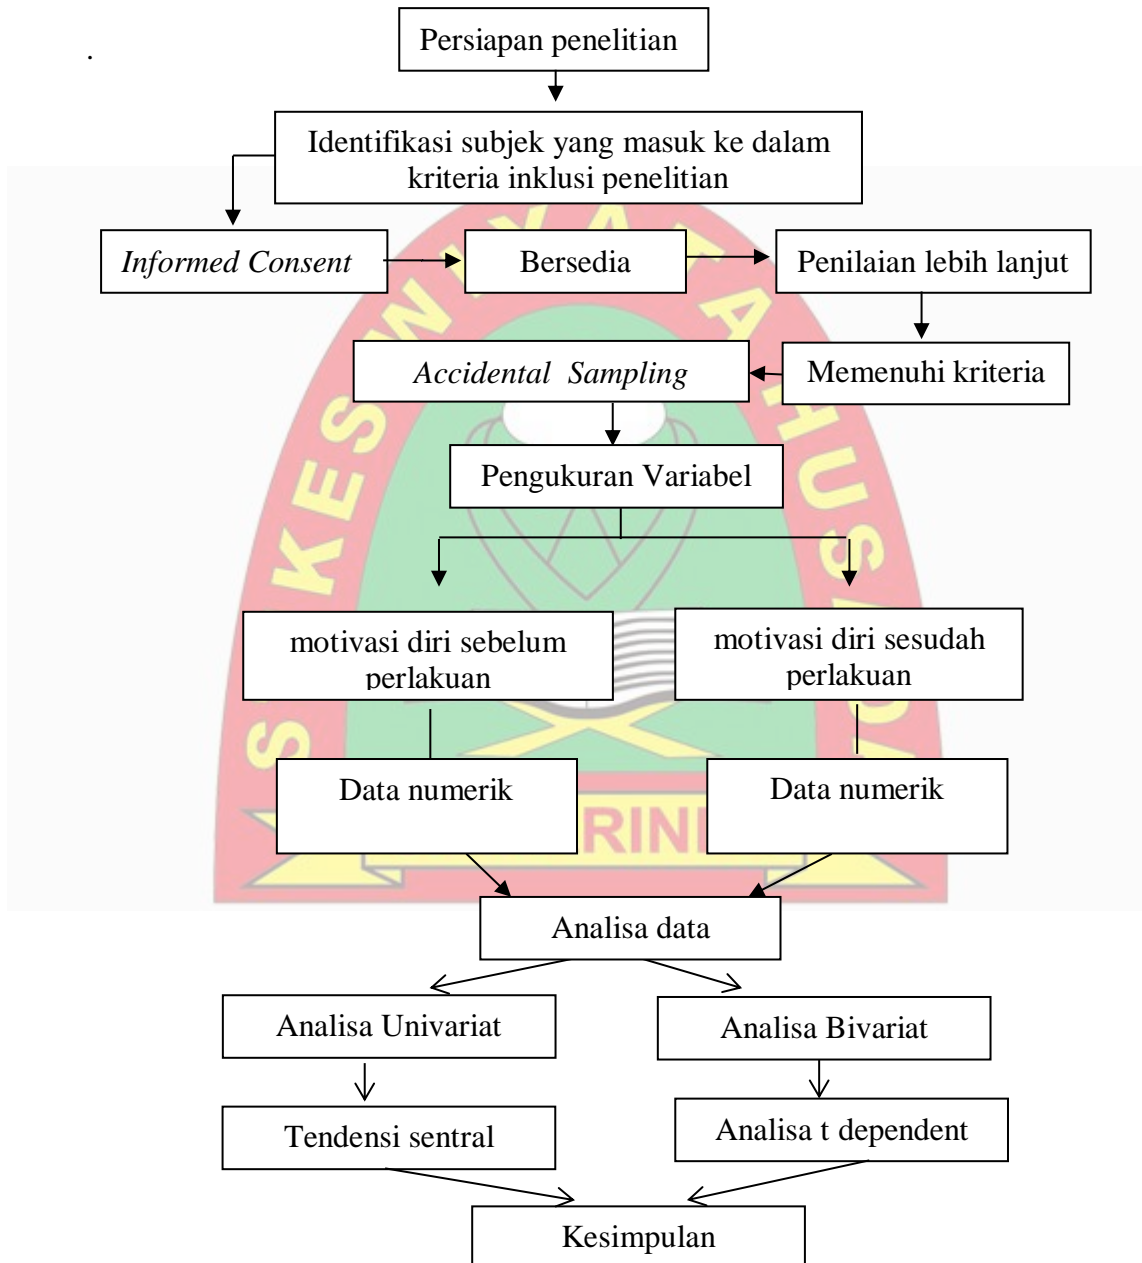 Persiapan penelitian
.
Identifikasi subjek yang masuk ke dalam
kriteria inklusi penelitian
Informed Consent
Bersedia
Penilaian lebih lanjut
Accidental Sampling
Memenuhi kriteria
Pengukuran Variabel
motivasi diri sebelum
perlakuan
motivasi diri sesudah
perlakuan
Data numerik
Data numerik
Analisa data
Analisa Univariat
Analisa Bivariat
Tendensi sentral
Analisa t dependent
Kesimpulan